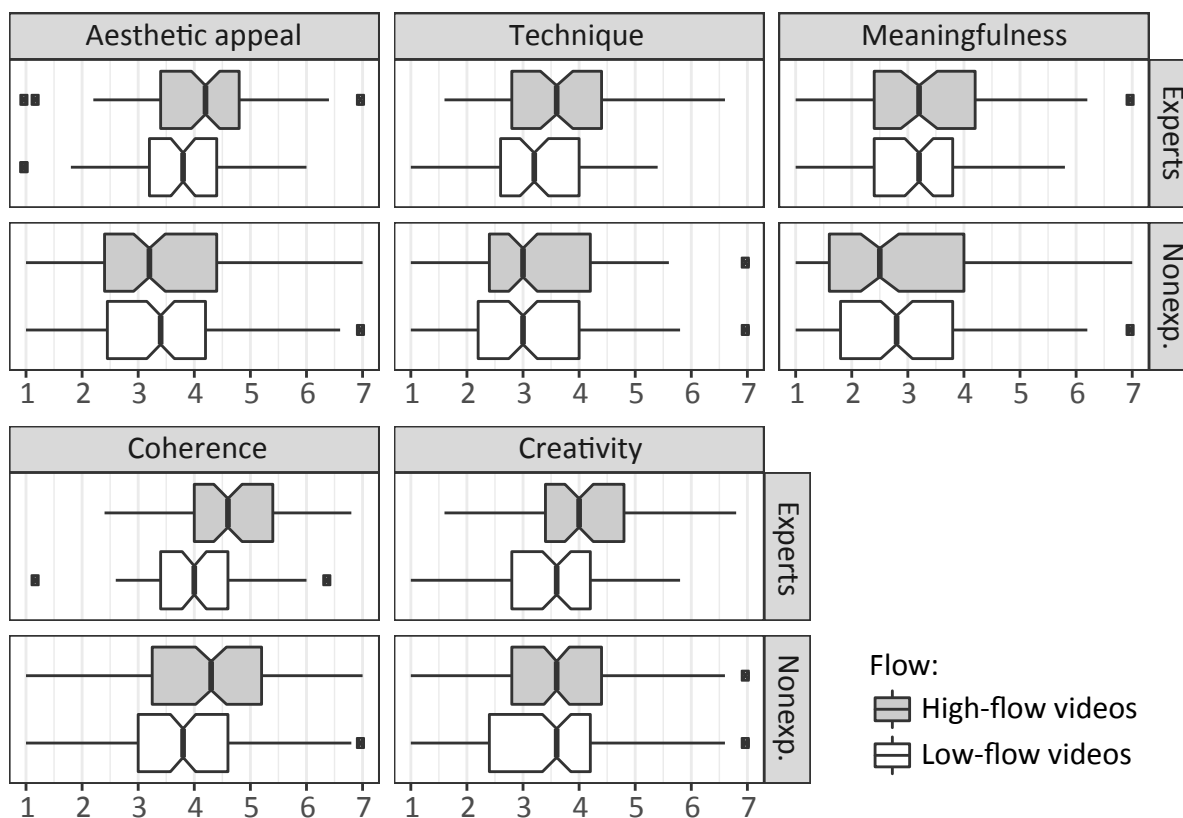 Aesthetic appeal
Technique
Meaningfulness
Experts
Nonexp.
1 2 3 4 5 6 7
1 2 3 4 5 6 7
1 2 3 4 5 6 7
Coherence
Creativity
Experts
Nonexp.
1 2 3 4 5 6 7
1 2 3 4 5 6 7
Flow:
High-flow videos
Low-flow videos